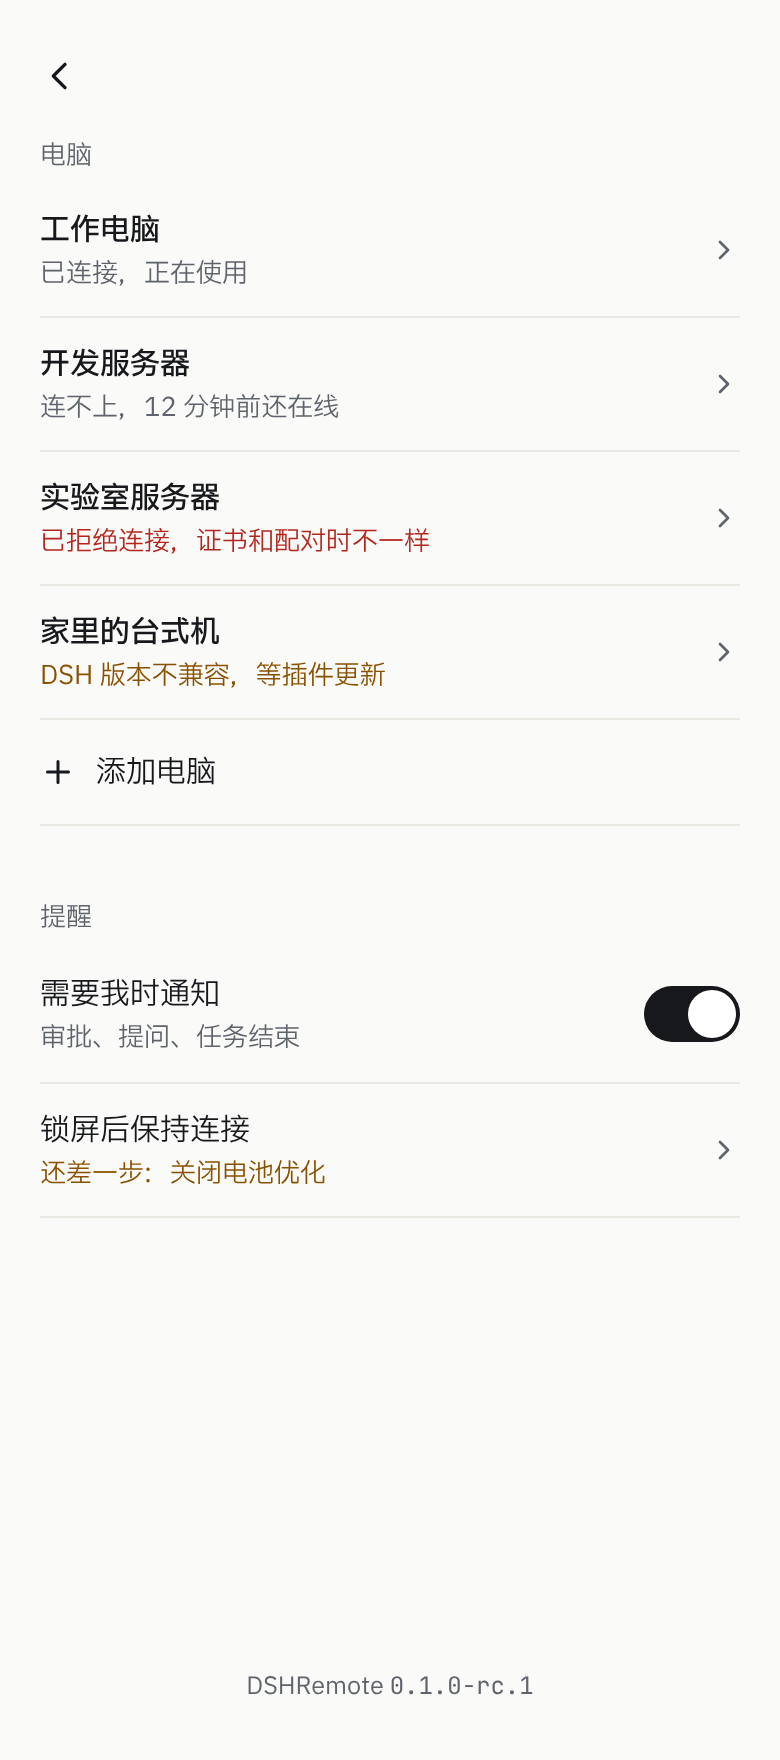 电脑
工作电脑
已连接，正在使用
开发服务器
连不上，12 分钟前还在线
实验室服务器
已拒绝连接，证书和配对时不一样
家里的台式机
DSH 版本不兼容，等插件更新
添加电脑
提醒
需要我时通知
审批、提问、任务结束
锁屏后保持连接
还差一步：关闭电池优化
DSHRemote 0.1.0-rc.1